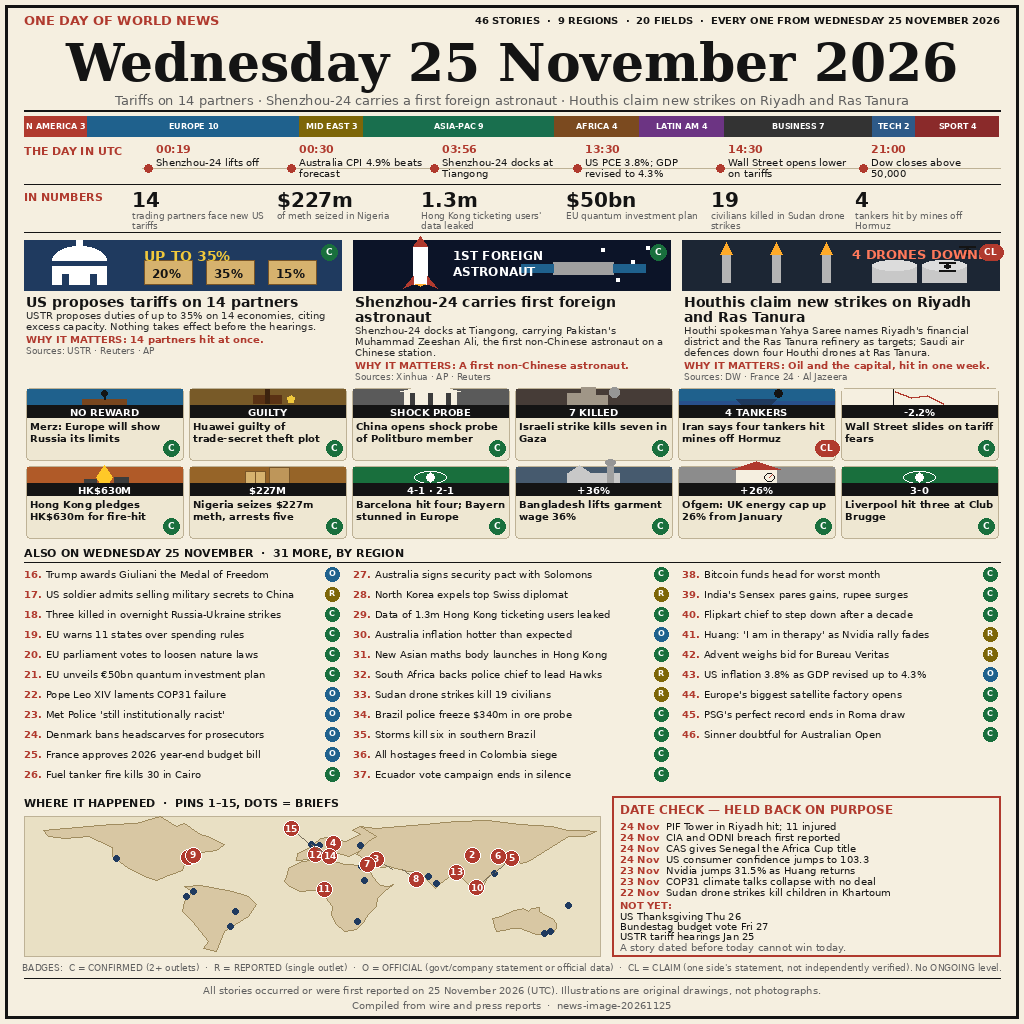 ONE DAY OF WORLD NEWS
46 STORIES · 9 REGIONS · 20 FIELDS · EVERY ONE FROM WEDNESDAY 25 NOVEMBER 2026
Wednesday 25 November 2026
Tariffs on 14 partners · Shenzhou-24 carries a first foreign astronaut · Houthis claim new strikes on Riyadh and Ras Tanura
N AMERICA 3 EUROPE 10 MID EAST 3 ASIA-PAC 9 AFRICA 4 LATIN AM 4 BUSINESS 7 TECH 2 SPORT 4
THE DAY IN UTC
00:19
Shenzhou-24 lifts off
00:30
Australia CPI 4.9% beats
forecast
03:56
Shenzhou-24 docks at
Tiangong
13:30
US PCE 3.8%; GDP
revised to 4.3%
14:30
Wall Street opens lower
on tariffs
21:00
Dow closes above
50,000
IN NUMBERS
14
trading partners face new US
tariffs
$227m
of meth seized in Nigeria
1.3m
Hong Kong ticketing users'
data leaked
$50bn
EU quantum investment plan
19
civilians killed in Sudan drone
strikes
4
tankers hit by mines off
Hormuz
UP TO 35%
20% 35% 15%
C
US proposes tariffs on 14 partners
USTR proposes duties of up to 35% on 14 economies, citing
excess capacity. Nothing takes effect before the hearings.
WHY IT MATTERS: 14 partners hit at once.
Sources: USTR · Reuters · AP
1ST FOREIGN
ASTRONAUT
C
Shenzhou-24 carries first foreign
astronaut
Shenzhou-24 docks at Tiangong, carrying Pakistan's
Muhammad Zeeshan Ali, the first non-Chinese astronaut on a
Chinese station.
WHY IT MATTERS: A first non-Chinese astronaut.
Sources: Xinhua · AP · Reuters
4 DRONES DOWNED
CL
Houthis claim new strikes on Riyadh
and Ras Tanura
Houthi spokesman Yahya Saree names Riyadh's financial
district and the Ras Tanura refinery as targets; Saudi air
defences down four Houthi drones at Ras Tanura.
WHY IT MATTERS: Oil and the capital, hit in one week.
Sources: DW · France 24 · Al Jazeera
NO REWARD
Merz: Europe will show
Russia its limits
C
GUILTY
Huawei guilty of
trade-secret theft plot
C
SHOCK PROBE
China opens shock probe
of Politburo member
C
7 KILLED
Israeli strike kills seven in
Gaza
C
4 TANKERS
Iran says four tankers hit
mines off Hormuz
CL
-2.2%
Wall Street slides on tariff
fears
C
HK$630M
Hong Kong pledges
HK$630m for fire-hit
C
$227M
Nigeria seizes $227m
meth, arrests five
C
4-1 · 2-1
Barcelona hit four; Bayern
stunned in Europe
C
+36%
Bangladesh lifts garment
wage 36%
C
+26%
Ofgem: UK energy cap up
26% from January
C
3-0
Liverpool hit three at Club
Brugge
C
ALSO ON WEDNESDAY 25 NOVEMBER · 31 MORE, BY REGION
16. Trump awards Giuliani the Medal of Freedom O
17. US soldier admits selling military secrets to China R
18. Three killed in overnight Russia-Ukraine strikes C
19. EU warns 11 states over spending rules C
20. EU parliament votes to loosen nature laws C
21. EU unveils €50bn quantum investment plan C
22. Pope Leo XIV laments COP31 failure O
23. Met Police 'still institutionally racist' O
24. Denmark bans headscarves for prosecutors O
25. France approves 2026 year-end budget bill O
26. Fuel tanker fire kills 30 in Cairo C
27. Australia signs security pact with Solomons C
28. North Korea expels top Swiss diplomat R
29. Data of 1.3m Hong Kong ticketing users leaked C
30. Australia inflation hotter than expected O
31. New Asian maths body launches in Hong Kong C
32. South Africa backs police chief to lead Hawks R
33. Sudan drone strikes kill 19 civilians R
34. Brazil police freeze $340m in ore probe C
35. Storms kill six in southern Brazil C
36. All hostages freed in Colombia siege C
37. Ecuador vote campaign ends in silence C
38. Bitcoin funds head for worst month C
39. India's Sensex pares gains, rupee surges C
40. Flipkart chief to step down after a decade C
41. Huang: 'I am in therapy' as Nvidia rally fades R
42. Advent weighs bid for Bureau Veritas R
43. US inflation 3.8% as GDP revised up to 4.3% O
44. Europe's biggest satellite factory opens C
45. PSG's perfect record ends in Roma draw C
46. Sinner doubtful for Australian Open C
WHERE IT HAPPENED · PINS 1–15, DOTS = BRIEFS
15
4
9
12 14
3
7
2
6 5
13
8
10
11
DATE CHECK — HELD BACK ON PURPOSE
24 Nov PIF Tower in Riyadh hit; 11 injured
24 Nov CIA and ODNI breach first reported
24 Nov CAS gives Senegal the Africa Cup title
24 Nov US consumer confidence jumps to 103.3
23 Nov Nvidia jumps 31.5% as Huang returns
23 Nov COP31 climate talks collapse with no deal
22 Nov Sudan drone strikes kill children in Khartoum
NOT YET:
US Thanksgiving Thu 26
Bundestag budget vote Fri 27
USTR tariff hearings Jan 25
A story dated before today cannot win today.
BADGES: C = CONFIRMED (2+ outlets) · R = REPORTED (single outlet) · O = OFFICIAL (govt/company statement or official data) · CL = CLAIM (one side's statement, not independently verified). No ONGOING level.
All stories occurred or were first reported on 25 November 2026 (UTC). Illustrations are original drawings, not photographs.
Compiled from wire and press reports · news-image-20261125